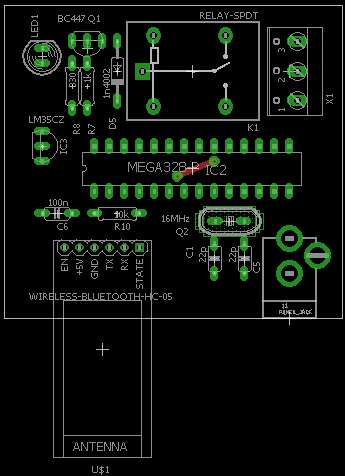 LED1
BC447 Q1
RELAY-SPDT
3
2
1
X1
K1
1n4002
D5
330
R8
1k
R7
LM35CZ
IC3
MEGA328-P
IC2
100n
C6
10k
R10
16MHz
Q2
C1
22p
22p
C5
EN
+5V
GND
TX
RX
STATE
WIRELESS-BLUETOOTH-HC-05
J1
POWER_JACK
ANTENNA
U$1